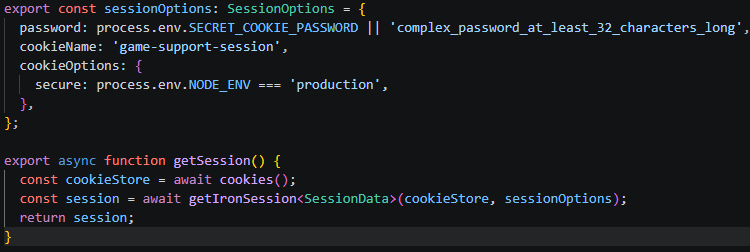 export const sessionOptions: SessionOptions = {
  password: process.env.SECRET_COOKIE_PASSWORD || 'complex_password_at_least_32_characters_long',
  cookieName: 'game-support-session',
  cookieOptions: {
    secure: process.env.NODE_ENV === 'production',
  },
};

export async function getSession() {
  const cookieStore = await cookies();
  const session = await getIronSession<SessionData>(cookieStore, sessionOptions);
  return session;
}